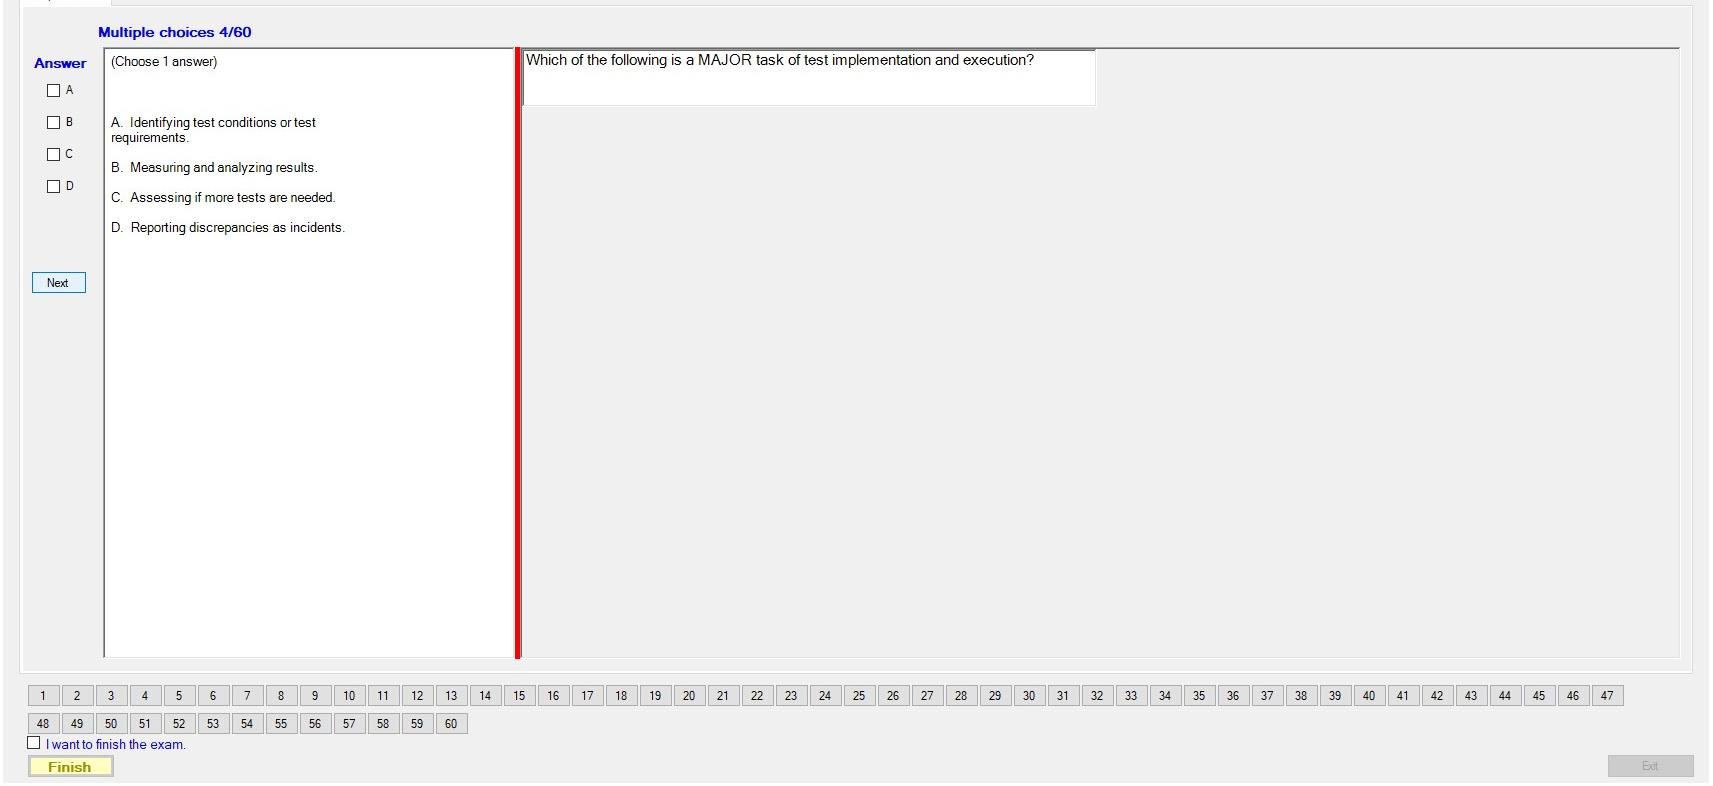 Multiple choices 4/60
Answer
A
B
C
D
Next
(Choose 1 answer)
A. Identifying test conditions or test
requirements.
B. Measuring and analyzing results.
C. Assessing if more tests are needed.
D. Reporting discrepancies as incidents.
Which of the following is a MAJOR task of test implementation and execution?
1 2 3 4 5 6 7 8 9 10 11 12 13 14 15 16 17 18 19 20 21 22 23 24 25 26 27 28 29 30 31 32 33 34 35 36 37 38 39 40 41 42 43 44 45 46 47
48 49 50 51 52 53 54 55 56 57 58 59 60
I want to finish the exam.
Finish
Exit